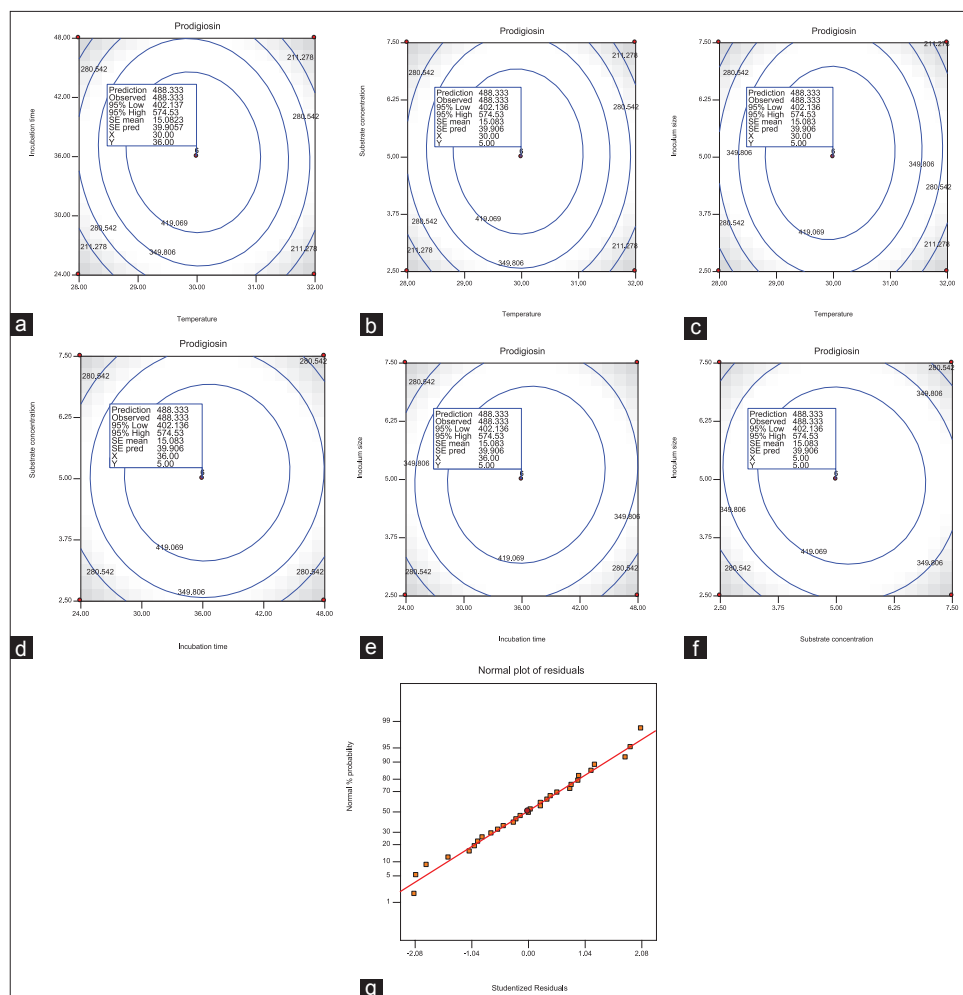 Prodigiosin
48.00
42.00
36.00
30.00
24.00
Incubation time
280.542
211.278
280.542
Prediction 488.333
Observed 488.333
95% Low 402.137
95% High 574.53
SE mean 15.0823
SE pred 39.9057
X 30.00
Y 36.00
6
419.069
280.542
349.806
211.278
211.278
28.00 29.00 30.00 31.00 32.00
Temperature
a
Prodigiosin
7.50
6.25
5.00
3.75
2.50
Substrate concentration
280.542
211.278
280.542
Prediction 488.333
Observed 488.333
95% Low 402.136
95% High 574.53
SE mean 15.083
SE pred 39.906
X 30.00
Y 5.00
6
419.069
280.542
211.278
211.278
349.806
28.00 29.00 30.00 31.00 32.00
Temperature
b
Prodigiosin
7.50
6.25
5.00
3.75
2.50
Inoculum size
211.278
280.542
Prediction 488.333
Observed 488.333
95% Low 402.136
95% High 574.53
SE mean 15.083
SE pred 39.906
X 30.00
Y 5.00
6
349.806
349.806
280.542
280.542
419.069
211.278
28.00 29.00 30.00 31.00 32.00
Temperature
c
Prodigiosin
7.50
6.25
5.00
3.75
2.50
Substrate concentration
280.542
280.542
Prediction 488.333
Observed 488.333
95% Low 402.136
95% High 574.53
SE mean 15.083
SE pred 39.906
X 36.00
Y 5.00
6
419.069
280.542
280.542
349.806
24.00 30.00 36.00 42.00 48.00
Incubation time
d
Prodigiosin
7.50
6.25
5.00
3.75
2.50
Inoculum size
280.542
Prediction 488.333
Observed 488.333
95% Low 402.136
95% High 574.53
SE mean 15.083
SE pred 39.906
X 36.00
Y 5.00
6
349.806
349.806
419.069
280.542
280.542
24.00 30.00 36.00 42.00 48.00
Incubation time
e
Prodigiosin
7.50
6.25
5.00
3.75
2.50
Inoculum size
280.542
349.806
Prediction 488.333
Observed 488.333
95% Low 402.136
95% High 574.53
SE mean 15.083
SE pred 39.906
X 5.00
Y 5.00
6
349.806
419.069
349.806
280.542
2.50 3.75 5.00 6.25 7.50
Substrate concentration
f
Normal plot of residuals
99
95
90
80
70
50
30
20
10
5
1
Normal % probability
-2.08 -1.04 0.00 1.04 2.08
Studentized Residuals
g